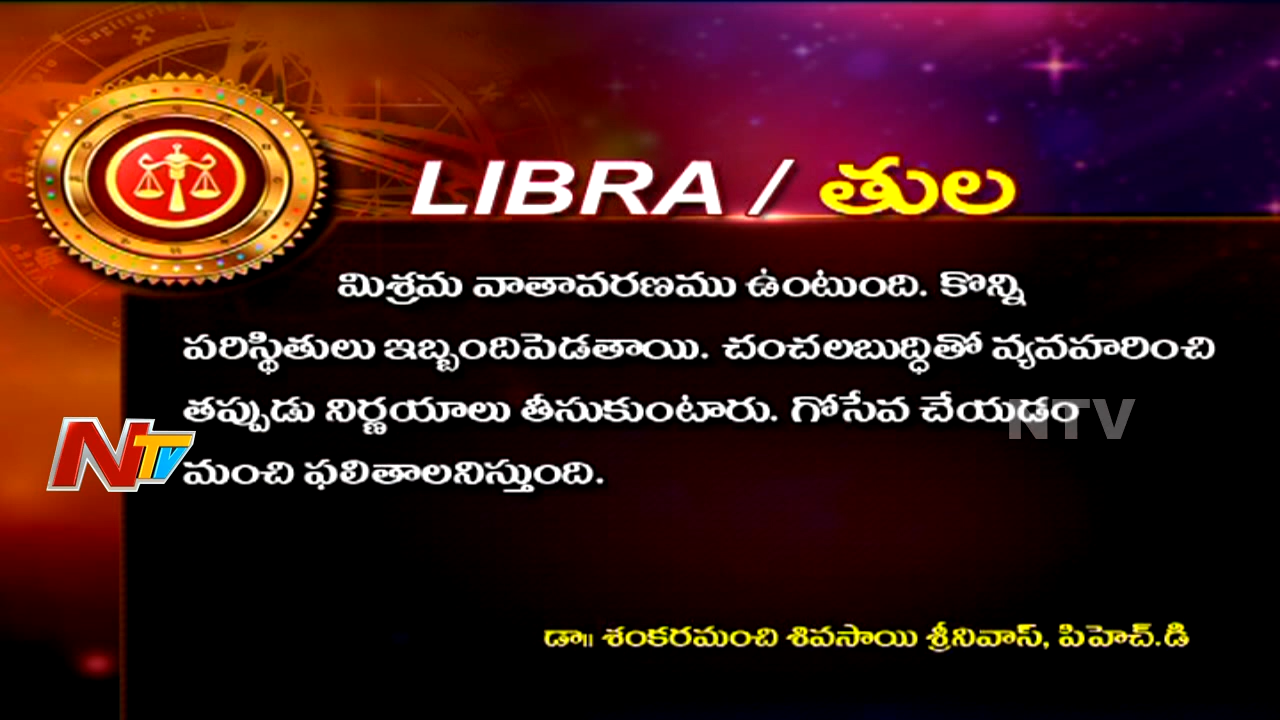 LIBRA / తుల
మిశ్రమ వాతావరణము ఉంటుంది. కొన్ని
పరిస్థితులు ఇబ్బందిపెడతాయి. చంచలబుద్ధితో వ్యవహరించి
తప్పుడు నిర్ణయాలు తీసుకుంటారు. గోసేవ చేయడం
NTV
NTV
మంచి ఫలితాలనిస్తుంది.
డా॥ శంకరమంచి శివసాయి శ్రీనివాస్, పిహెచ్.డి